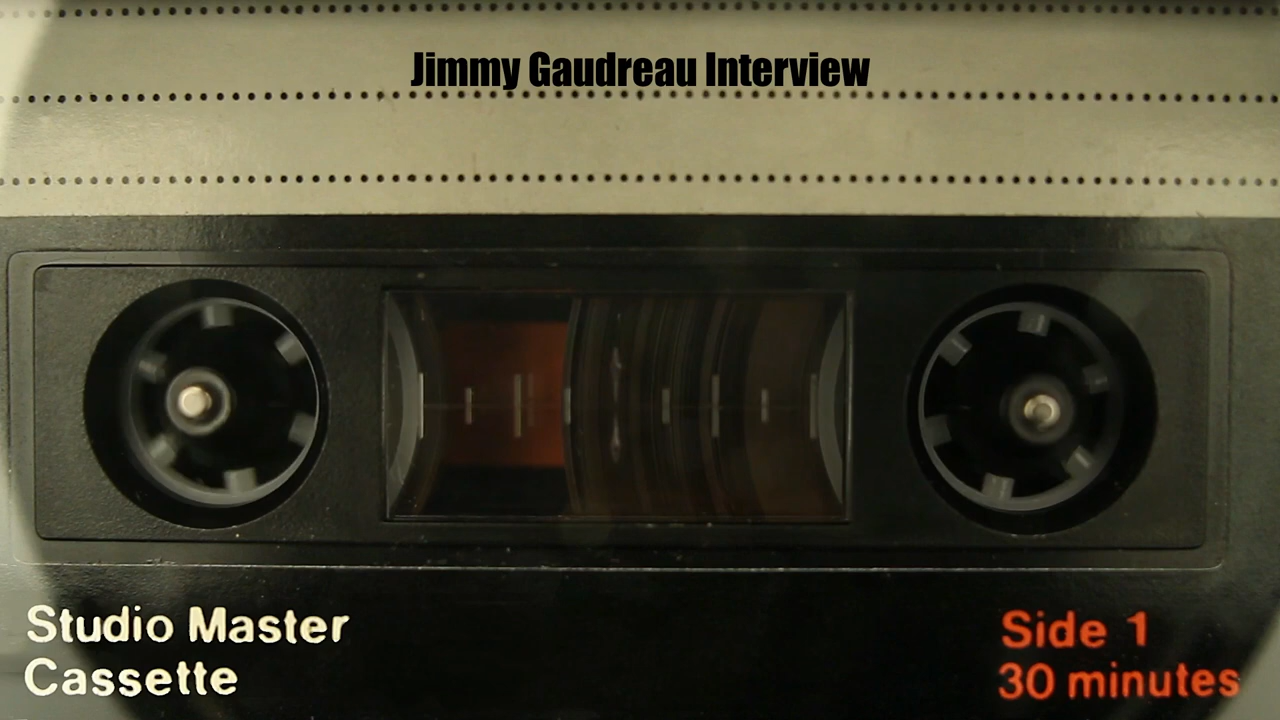 Jimmy Gaudreau Interview
Studio Master
Cassette
Side 1
30 minutes